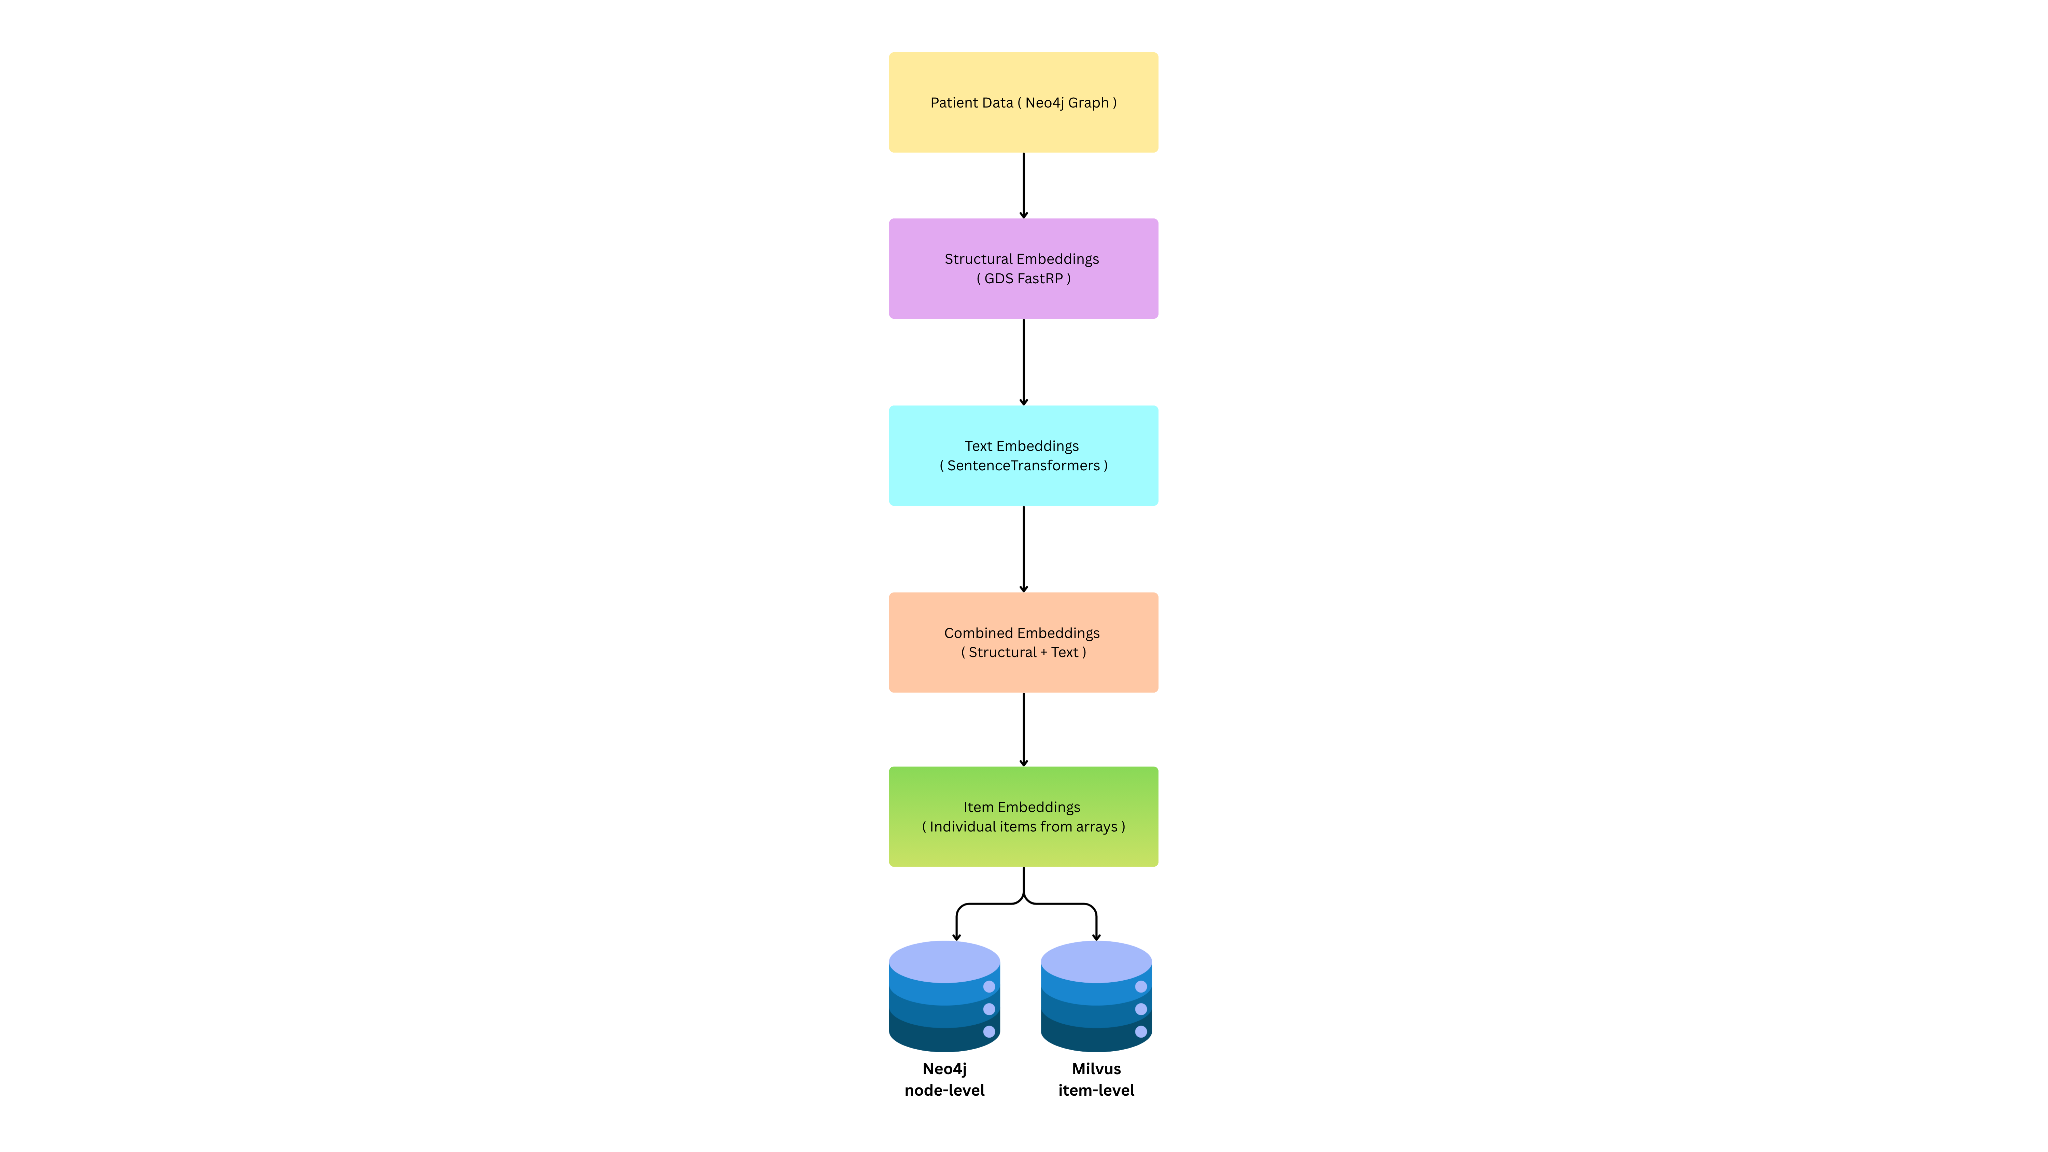 Patient Data ( Neo4j Graph )
Structural Embeddings
( GDS FastRP )
Text Embeddings
( SentenceTransformers )
Combined Embeddings
( Structural + Text )
Item Embeddings
( Individual items from arrays )
Neo4j
node-level
Milvus
item-level